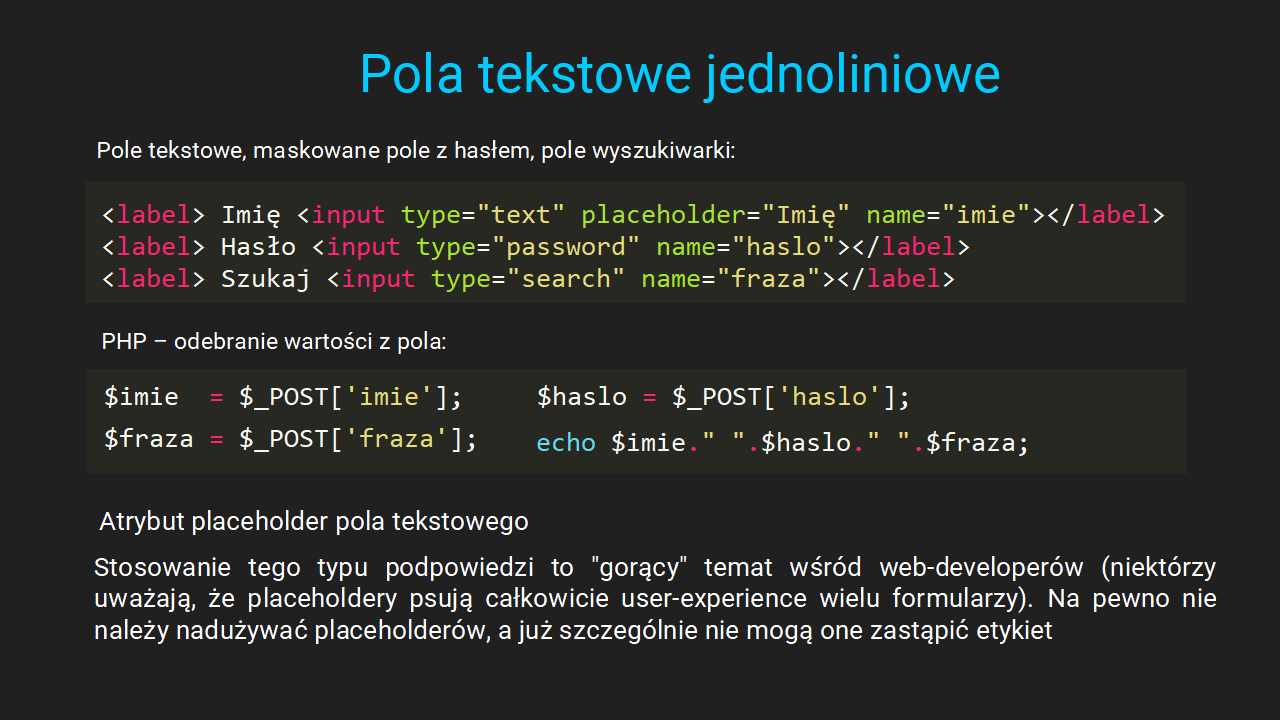 Pola tekstowe jednoliniowe
Pole tekstowe, maskowane pole z hasłem, pole wyszukiwarki:
<label> Imię <input type="text" placeholder="Imię" name="imie"></label>
<label> Hasło <input type="password" name="haslo"></label>
<label> Szukaj <input type="search" name="fraza"></label>
PHP – odebranie wartości z pola:
$imie  = $_POST['imie'];
$fraza = $_POST['fraza'];
$haslo = $_POST['haslo'];
echo $imie." ".$haslo." ".$fraza;
Atrybut placeholder pola tekstowego
Stosowanie tego typu podpowiedzi to "gorący" temat wśród web-developerów (niektórzy
uważają, że placeholdery psują całkowicie user-experience wielu formularzy). Na pewno nie
należy nadużywać placeholderów, a już szczególnie nie mogą one zastąpić etykiet